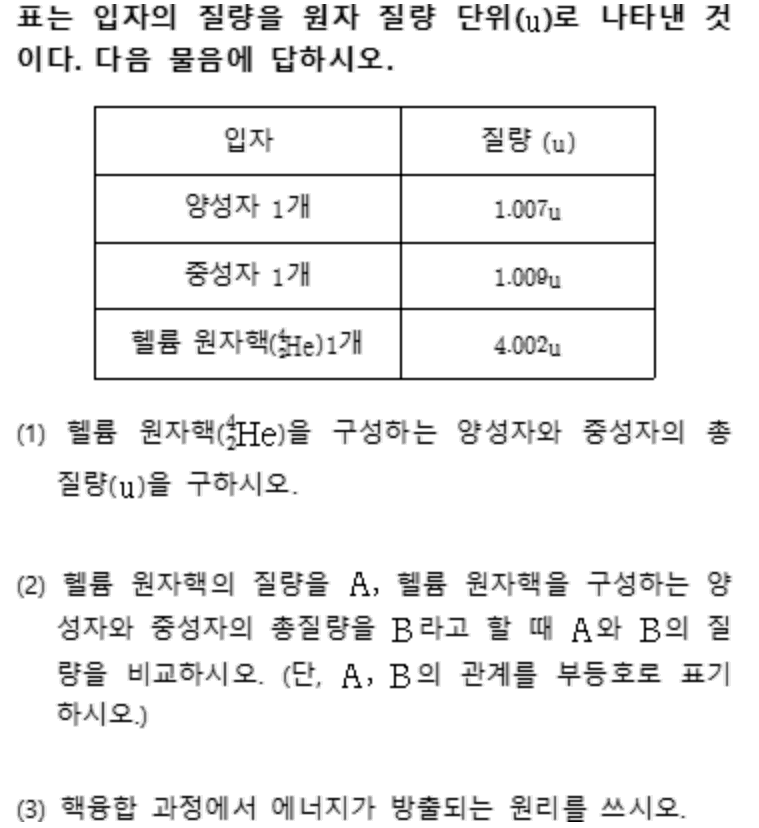 표는 입자의 질량을 원자 질량 단위(u)로 나타낸 것
이다. 다음 물음에 답하시오.
입자 질량 (u)
양성자 1개 1.007u
중성자 1개 1.009u
헬륨 원자핵(⁴₂He)1개 4.002u
(1) 헬륨 원자핵(⁴₂He)을 구성하는 양성자와 중성자의 총
질량(u)을 구하시오.
(2) 헬륨 원자핵의 질량을 A, 헬륨 원자핵을 구성하는 양
성자와 중성자의 총질량을 B라고 할 때 A와 B의 질
량을 비교하시오. (단, A, B의 관계를 부등호로 표기
하시오.)
(3) 핵융합 과정에서 에너지가 방출되는 원리를 쓰시오.